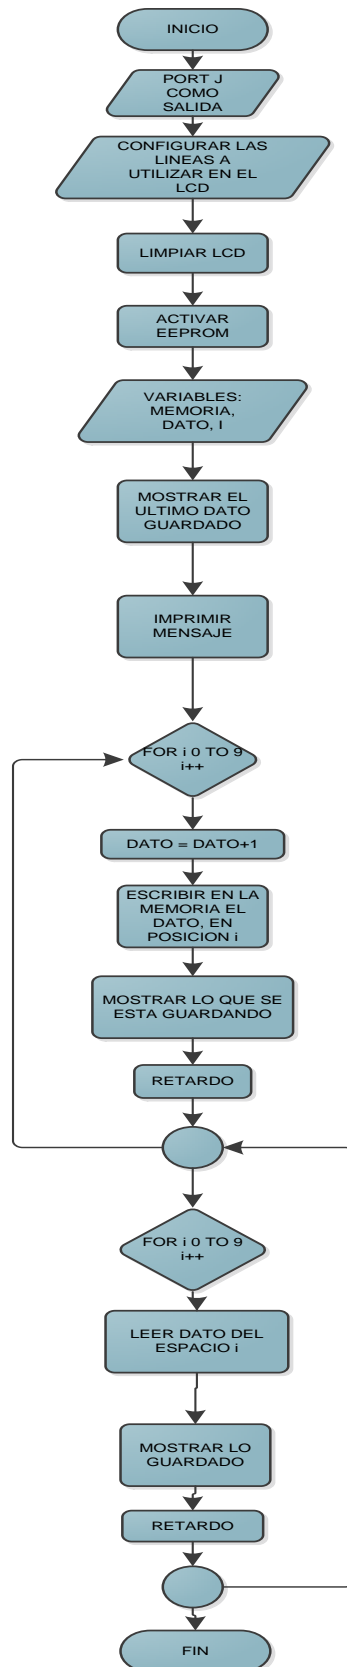 INICIO
PORT J
COMO
SALIDA
CONFIGURAR LAS
LINEAS A
UTILIZAR EN EL
LCD
LIMPIAR LCD
ACTIVAR
EEPROM
VARIABLES:
MEMORIA,
DATO, I
MOSTRAR EL
ULTIMO DATO
GUARDADO
IMPRIMIR
MENSAJE
FOR i 0 TO 9
i++
DATO = DATO+1
ESCRIBIR EN LA
MEMORIA EL
DATO, EN
POSICION i
MOSTRAR LO QUE SE
ESTA GUARDANDO
RETARDO
FOR i 0 TO 9
i++
LEER DATO DEL
ESPACIO i
MOSTRAR LO
GUARDADO
RETARDO
FIN